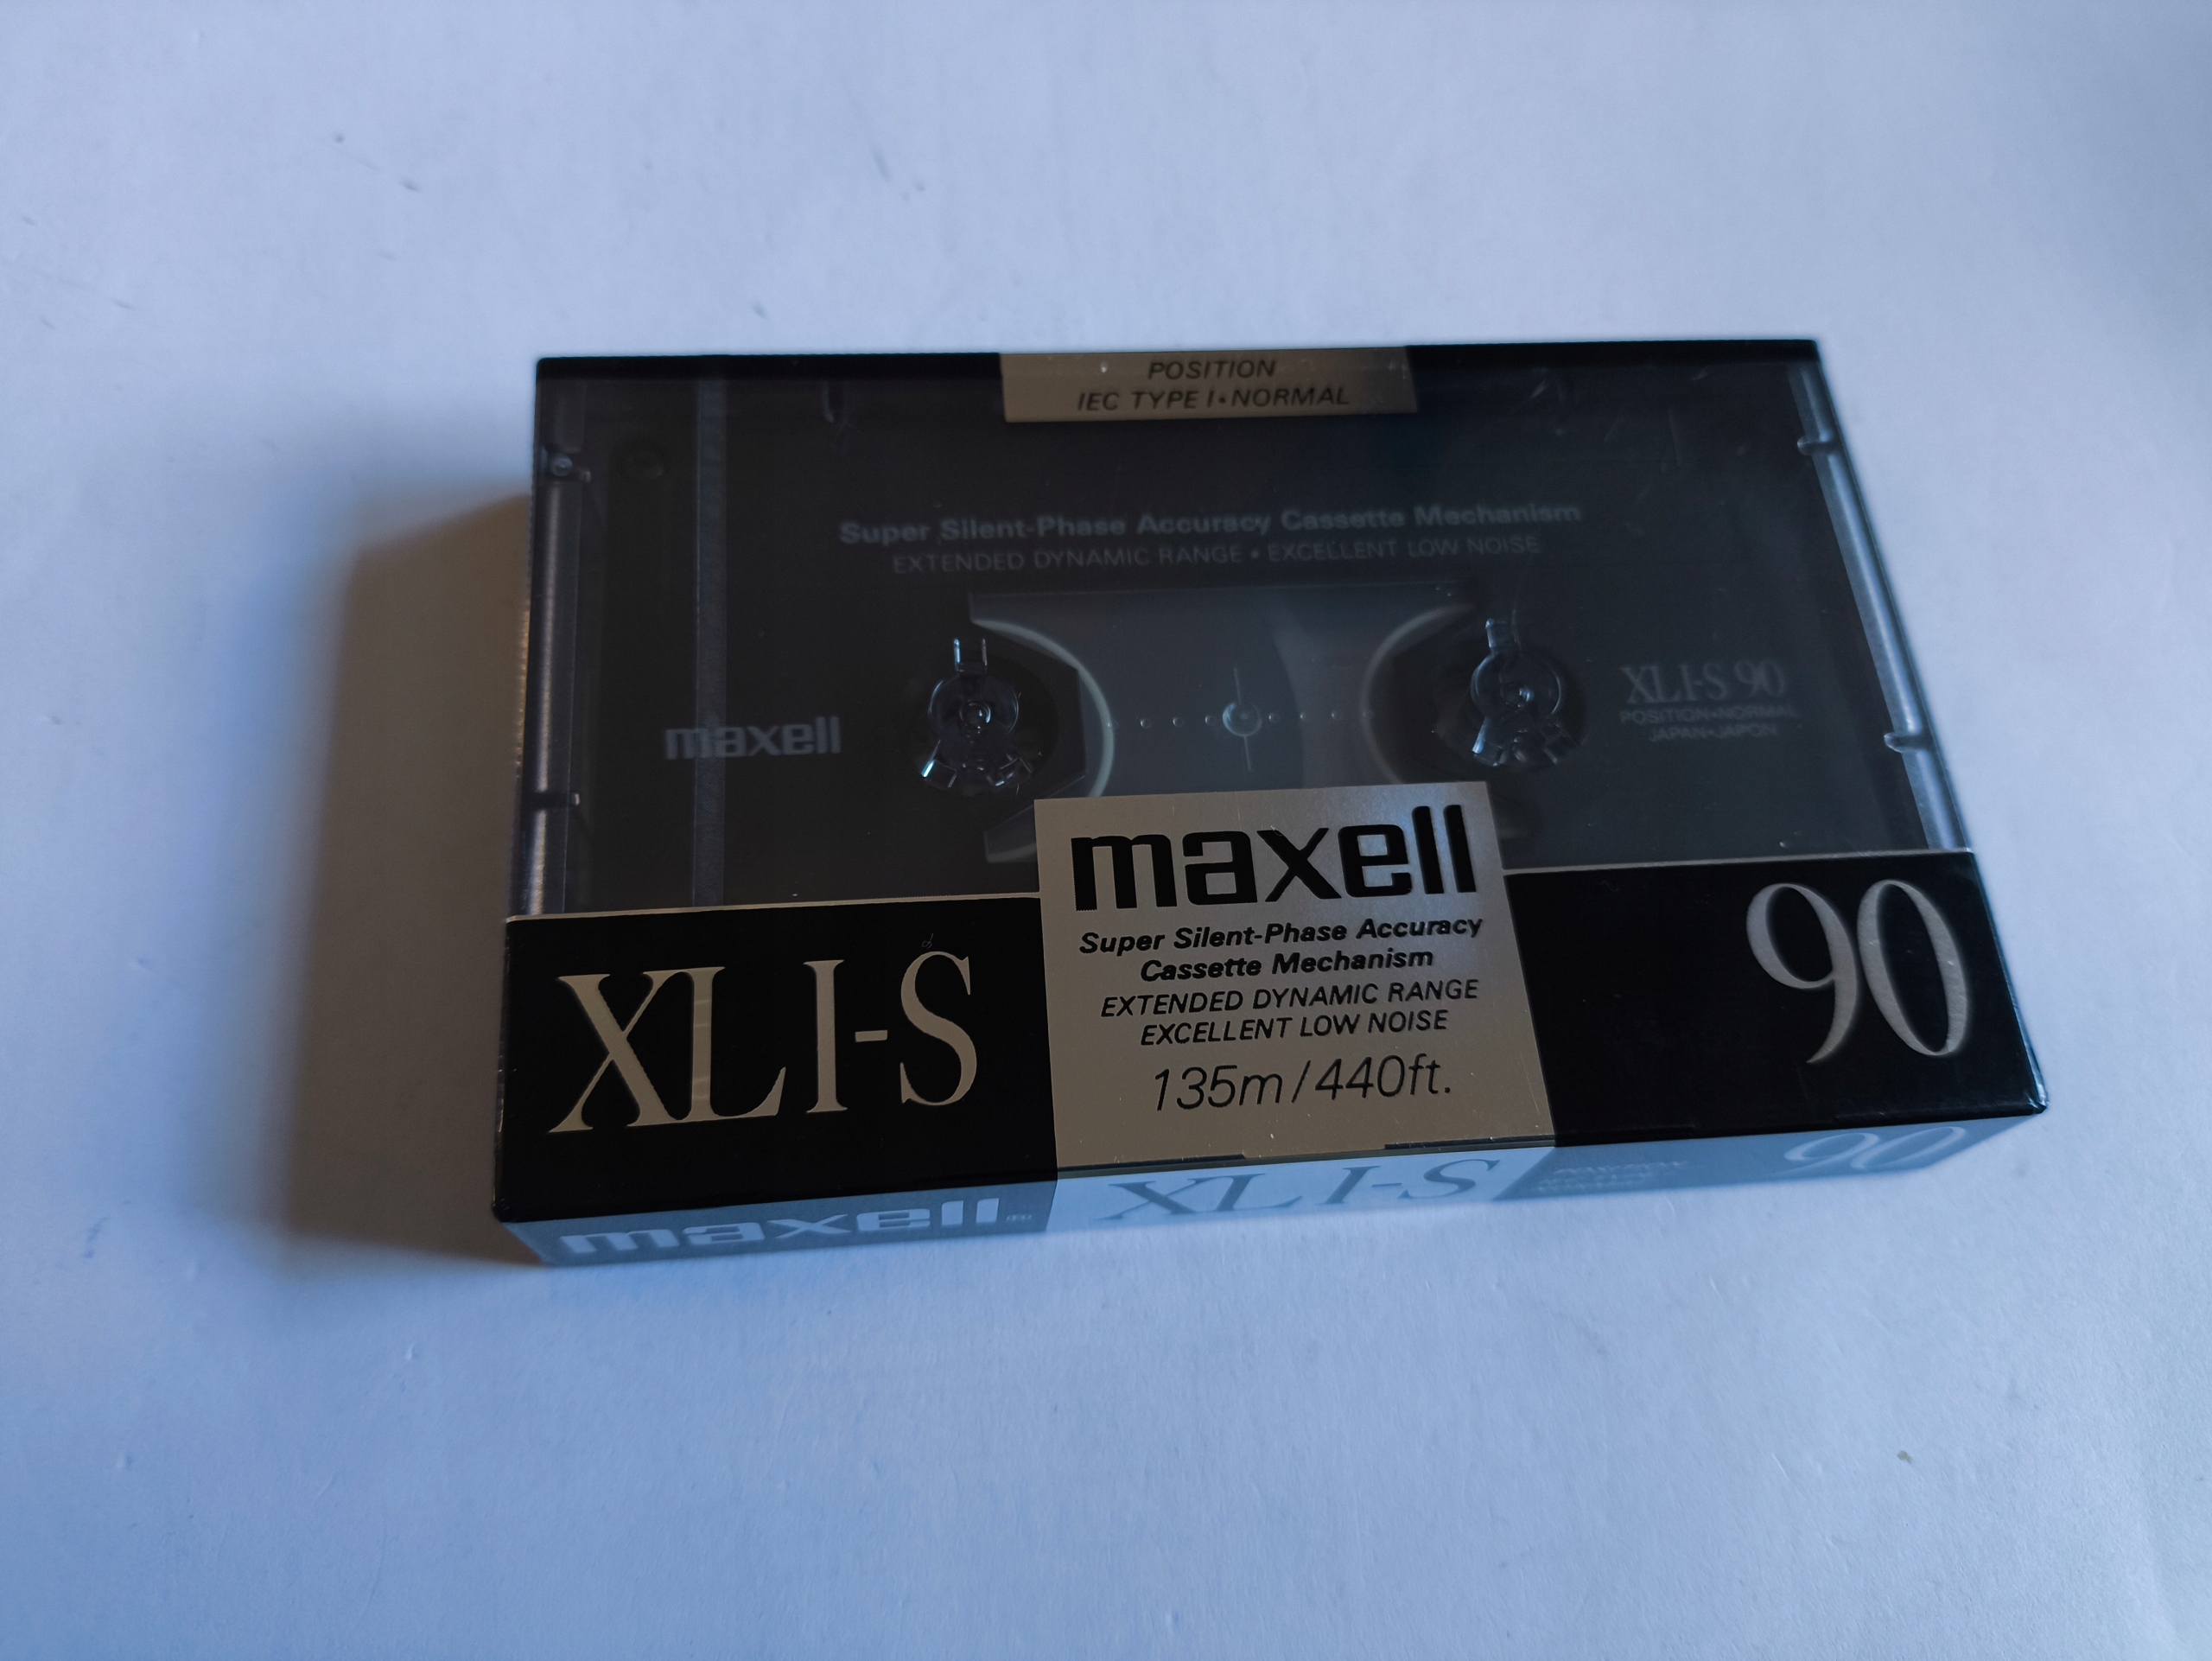 POSITION
IEC TYPE I•NORMAL
Super Silent-Phase Accuracy Cassette Mechanism
EXTENDED DYNAMIC RANGE • EXCELLENT LOW NOISE
maxell
XLI-S 90
POSITION•NORMAL
JAPAN•JAPON
maxell
Super Silent-Phase Accuracy
Cassette Mechanism
EXTENDED DYNAMIC RANGE
EXCELLENT LOW NOISE
135m/440ft.
XLI-S
90
maxell
XLI-S
90